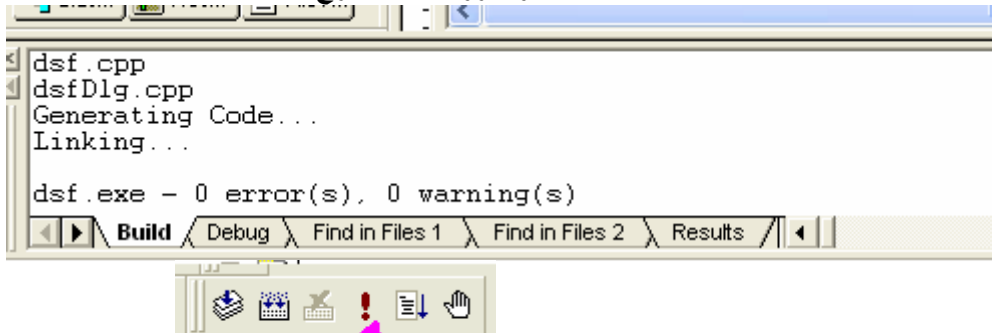 dsf.cpp
dsfDlg.cpp
Generating Code...
Linking...
dsf.exe - 0 error(s), 0 warning(s)
Build Debug Find in Files 1 Find in Files 2 Results